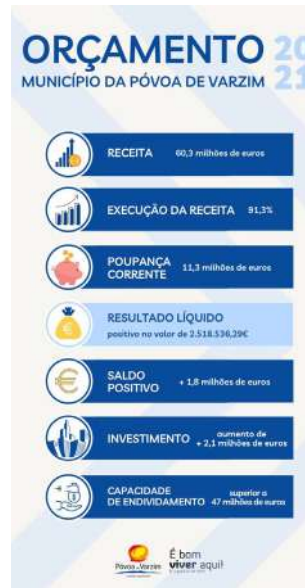 ORÇAMENTO 20
MUNICÍPIO DA PÓVOA DE VARZIM 21
RECEITA 60,3 milhões de euros
EXECUÇÃO DA RECEITA 91,3%
POUPANÇA
CORRENTE 11,3 milhões de euros
RESULTADO LÍQUIDO
positivo no valor de 2.518.536,29€
SALDO
POSITIVO + 1,8 milhões de euros
INVESTIMENTO aumento de
+ 2,1 milhões de euros
CAPACIDADE
DE ENDIVIDAMENTO superior a
47 milhões de euros
Póvoa de Varzim
É bom
viver aqui!